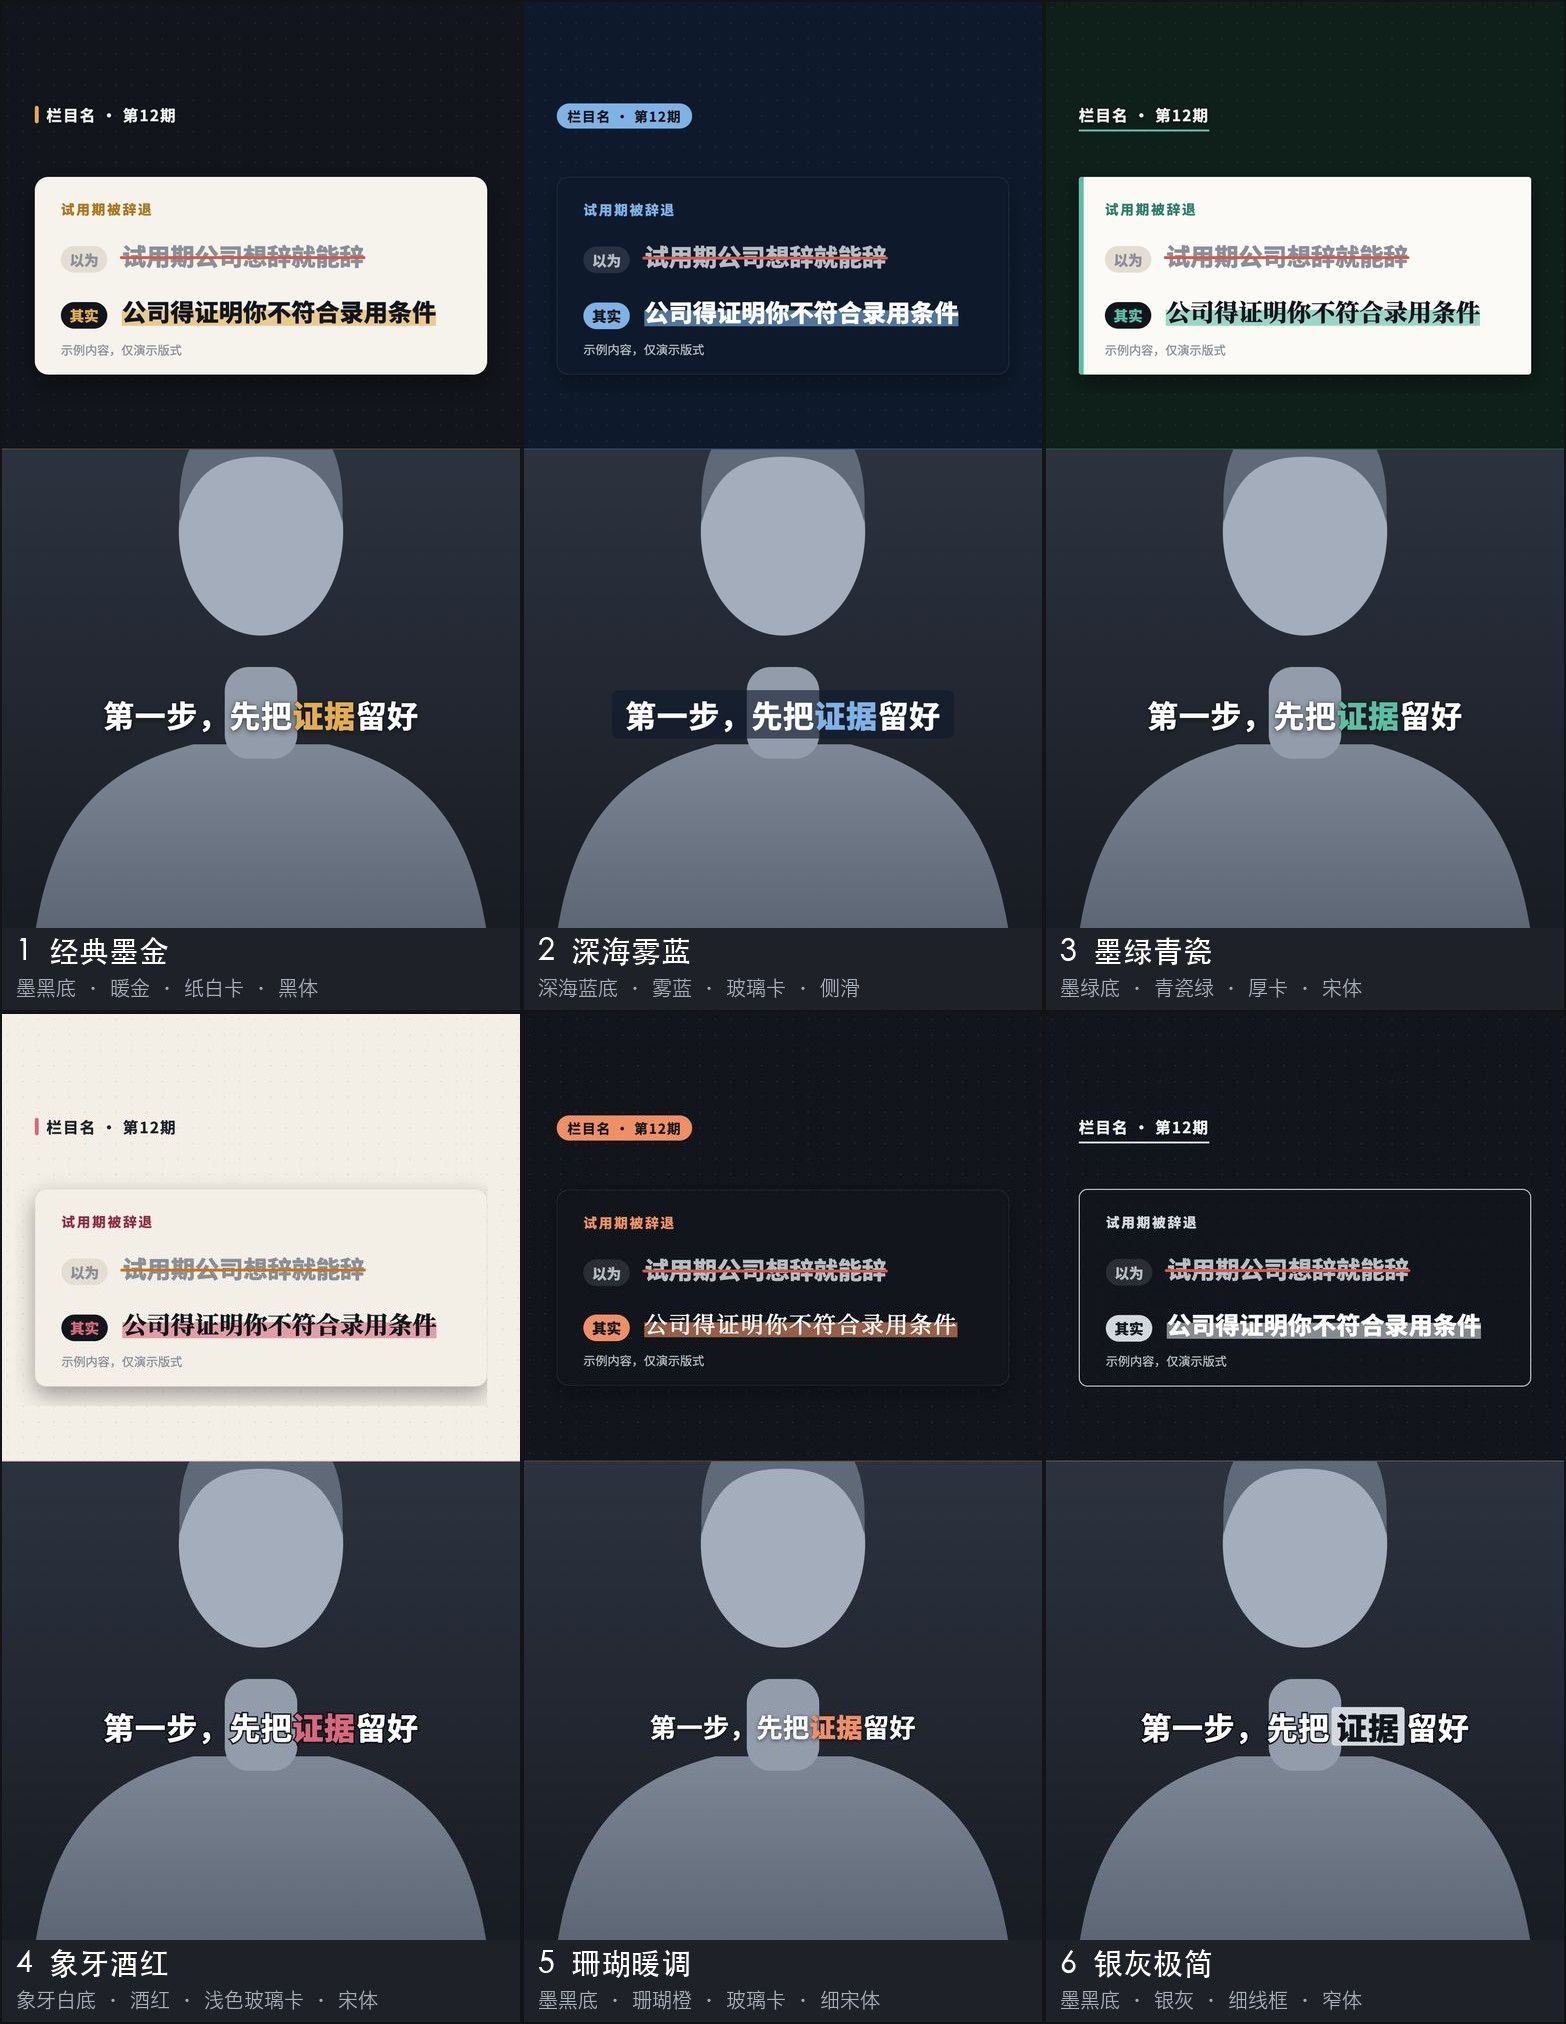 栏目名 · 第12期
试用期被辞退
以为 试用期公司想辞就能辞
其实 公司得证明你不符合录用条件
示例内容，仅演示版式
第一步，先把证据留好
1 经典墨金
墨黑底 · 暖金 · 纸白卡 · 黑体
栏目名 · 第12期
试用期被辞退
以为 试用期公司想辞就能辞
其实 公司得证明你不符合录用条件
示例内容，仅演示版式
第一步，先把证据留好
2 深海雾蓝
深海蓝底 · 雾蓝 · 玻璃卡 · 侧滑
栏目名 · 第12期
试用期被辞退
以为 试用期公司想辞就能辞
其实 公司得证明你不符合录用条件
示例内容，仅演示版式
第一步，先把证据留好
3 墨绿青瓷
墨绿底 · 青瓷绿 · 厚卡 · 宋体
栏目名 · 第12期
试用期被辞退
以为 试用期公司想辞就能辞
其实 公司得证明你不符合录用条件
示例内容，仅演示版式
第一步，先把证据留好
4 象牙酒红
象牙白底 · 酒红 · 浅色玻璃卡 · 宋体
栏目名 · 第12期
试用期被辞退
以为 试用期公司想辞就能辞
其实 公司得证明你不符合录用条件
示例内容，仅演示版式
第一步，先把证据留好
5 珊瑚暖调
墨黑底 · 珊瑚橙 · 玻璃卡 · 细宋体
栏目名 · 第12期
试用期被辞退
以为 试用期公司想辞就能辞
其实 公司得证明你不符合录用条件
示例内容，仅演示版式
第一步，先把证据留好
6 银灰极简
墨黑底 · 银灰 · 细线框 · 窄体